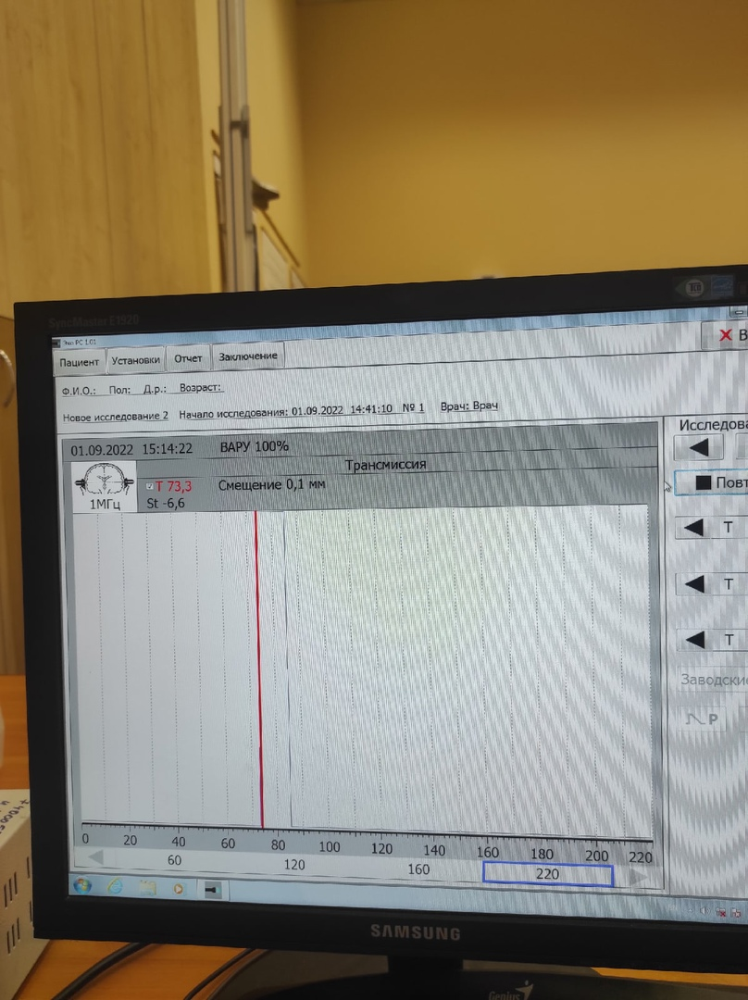 SyncMaster E1920
Эхо РС 1.01
Пациент Установки Отчет Заключение
Ф.И.О.: Пол: Д.р.: Возраст:
Новое исследование 2 Начало исследования: 01.09.2022 14:41:10 № 1 Врач: Врач
01.09.2022 15:14:22 ВАРУ 100%
Трансмиссия
T 73,3 Смещение 0,1 мм
1МГц St -6,6
Исследова
Повт
T
T
T
Заводские
P
0 20 40 60 80 100 120 140 160 180 200 220
60 120 160 220
SAMSUNG
Genius